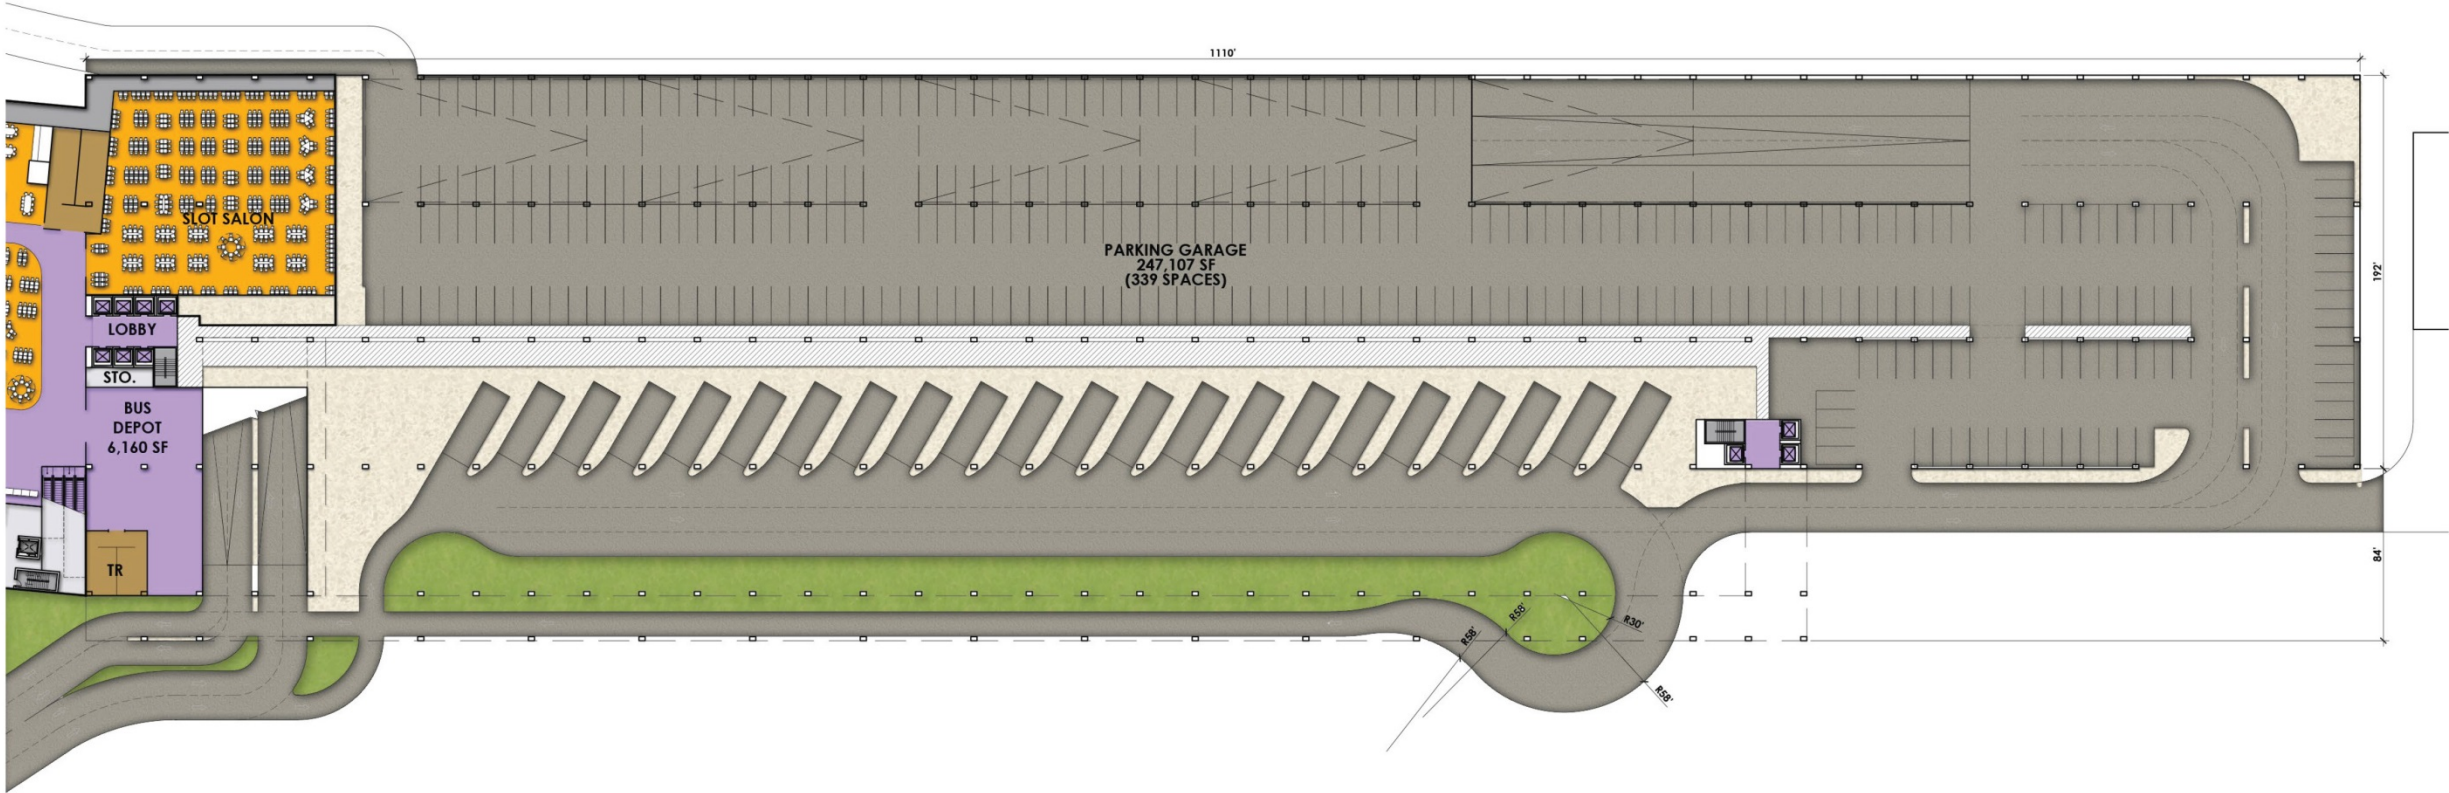 1110'
SLOT SALON
PARKING GARAGE
247,107 SF
(339 SPACES)
192'
LOBBY
STO.
BUS
DEPOT
6,160 SF
TR
84'
R58'
R58'
R30'
R58'